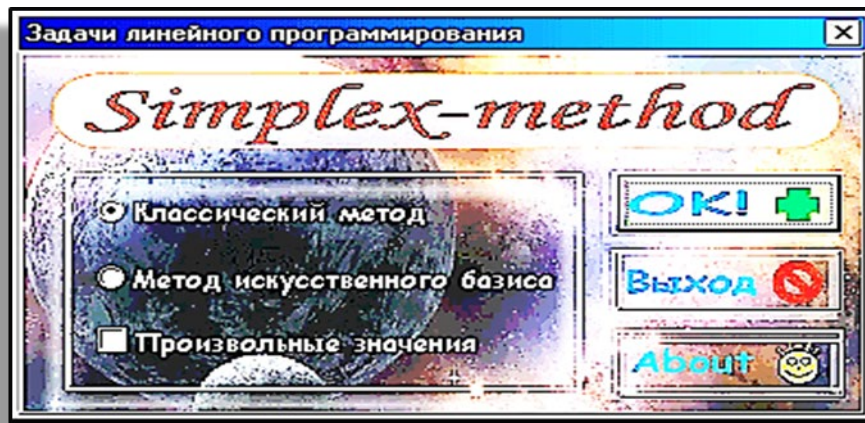 Задачи линейного программирования
Simplex-method
Классический метод
Метод искусственного базиса
Произвольные значения
OK!
Выход
About